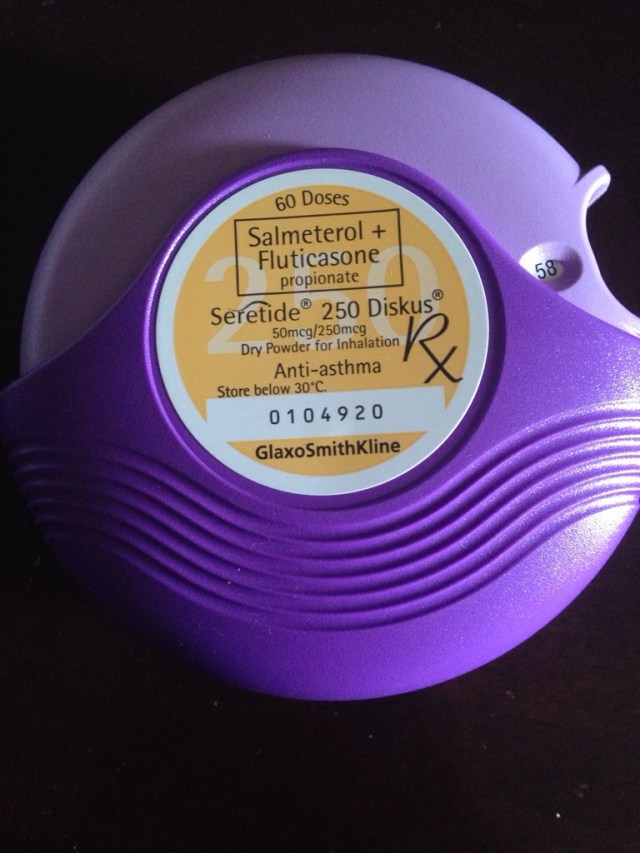 60 Doses
Salmeterol +
Fluticasone
propionate
250
Seretide® 250 Diskus®
50mcg/250mcg
Dry Powder for Inhalation
Rx
Anti-asthma
Store below 30°C.
0104920
GlaxoSmithKline
58